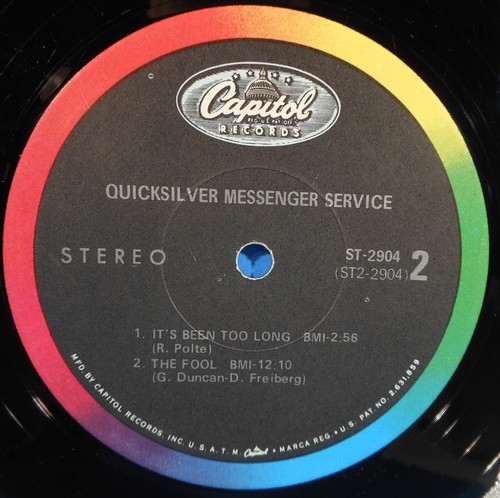 Capitol
RECORDS
QUICKSILVER MESSENGER SERVICE
STEREO
ST-2904
(ST2-2904) 2
1. IT'S BEEN TOO LONG BMI-2:56
(R. Polte)
2. THE FOOL BMI-12:10
(G. Duncan-D. Freiberg)
MFD. BY CAPITOL RECORDS, INC. U.S.A. T.M. Capitol MARCA REG. • U.S. PAT. NO. 2,631,859